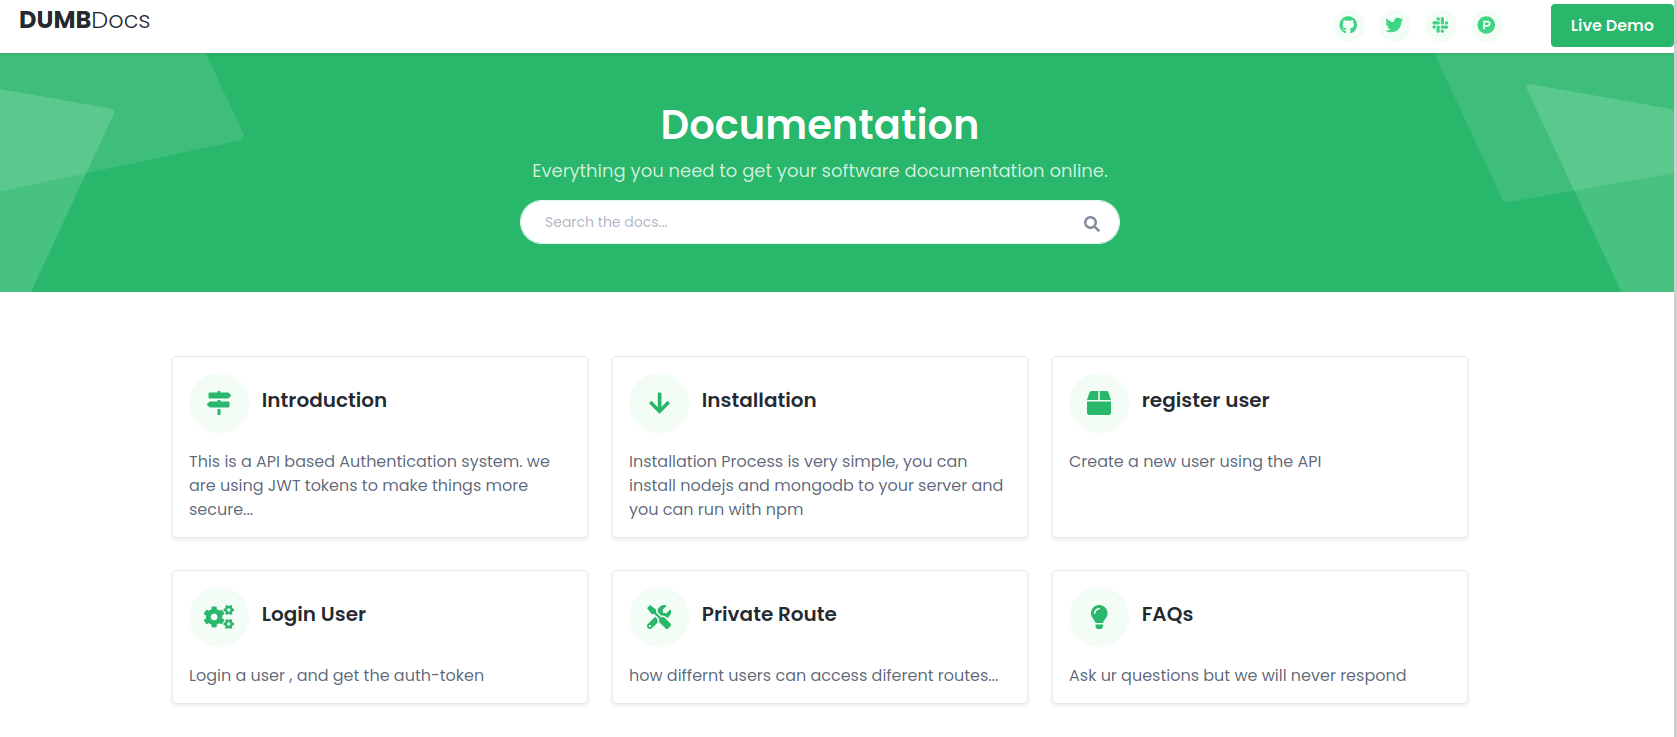 DUMBDocs
Live Demo
Documentation
Everything you need to get your software documentation online.
Search the docs...
Introduction
This is a API based Authentication system. we
are using JWT tokens to make things more
secure...
Installation
Installation Process is very simple, you can
install nodejs and mongodb to your server and
you can run with npm
register user
Create a new user using the API
Login User
Login a user , and get the auth-token
Private Route
how differnt users can access diferent routes...
FAQs
Ask ur questions but we will never respond